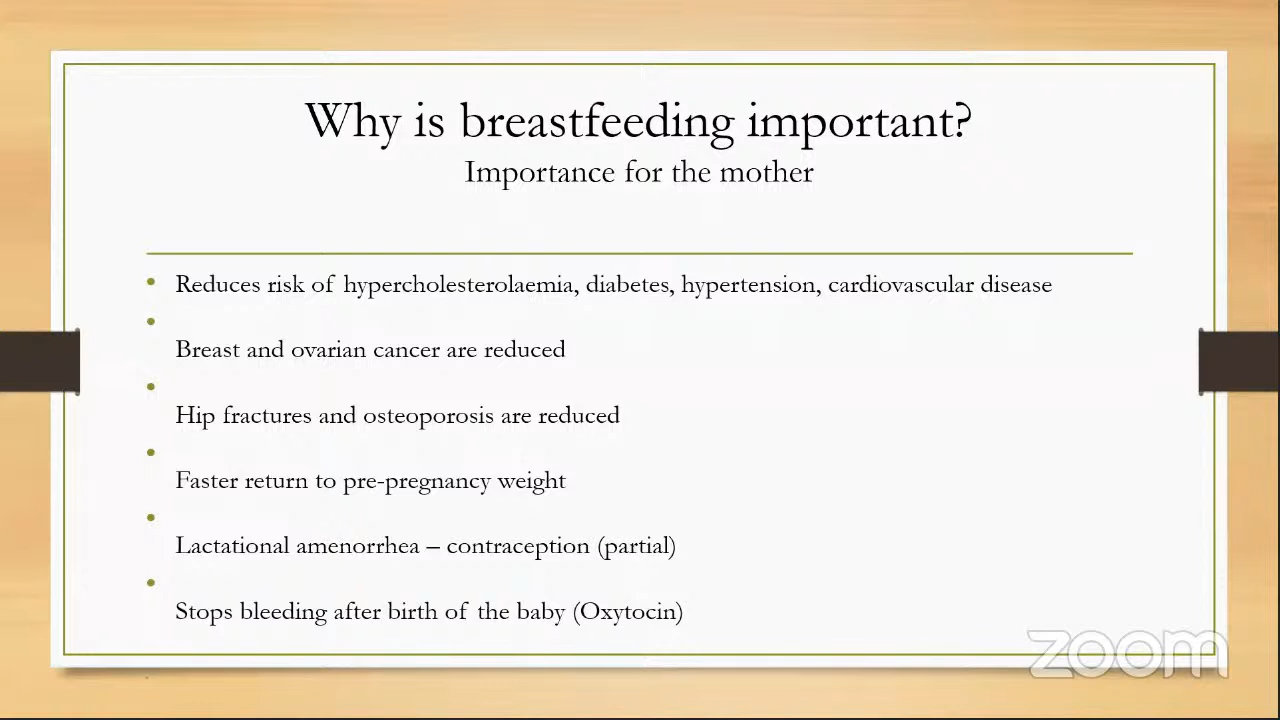 Why is breastfeeding important?
Importance for the mother
• Reduces risk of hypercholesterolaemia, diabetes, hypertension, cardiovascular disease
•
Breast and ovarian cancer are reduced
•
Hip fractures and osteoporosis are reduced
•
Faster return to pre-pregnancy weight
•
Lactational amenorrhea – contraception (partial)
•
Stops bleeding after birth of the baby (Oxytocin)
zoom